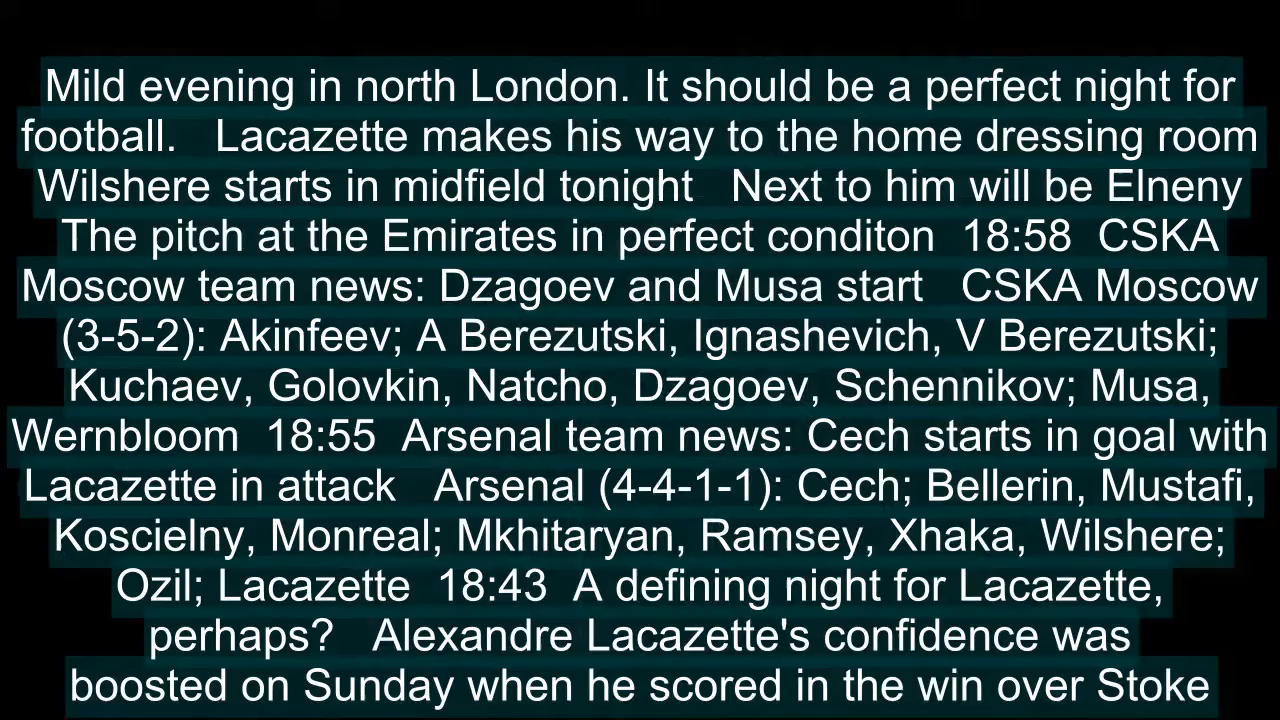 Mild evening in north London. It should be a perfect night for
football.   Lacazette makes his way to the home dressing room
Wilshere starts in midfield tonight   Next to him will be Elneny
The pitch at the Emirates in perfect conditon  18:58  CSKA
Moscow team news: Dzagoev and Musa start   CSKA Moscow
(3-5-2): Akinfeev; A Berezutski, Ignashevich, V Berezutski;
Kuchaev, Golovkin, Natcho, Dzagoev, Schennikov; Musa,
Wernbloom  18:55  Arsenal team news: Cech starts in goal with
Lacazette in attack   Arsenal (4-4-1-1): Cech; Bellerin, Mustafi,
Koscielny, Monreal; Mkhitaryan, Ramsey, Xhaka, Wilshere;
Ozil; Lacazette  18:43  A defining night for Lacazette,
perhaps?   Alexandre Lacazette's confidence was
boosted on Sunday when he scored in the win over Stoke